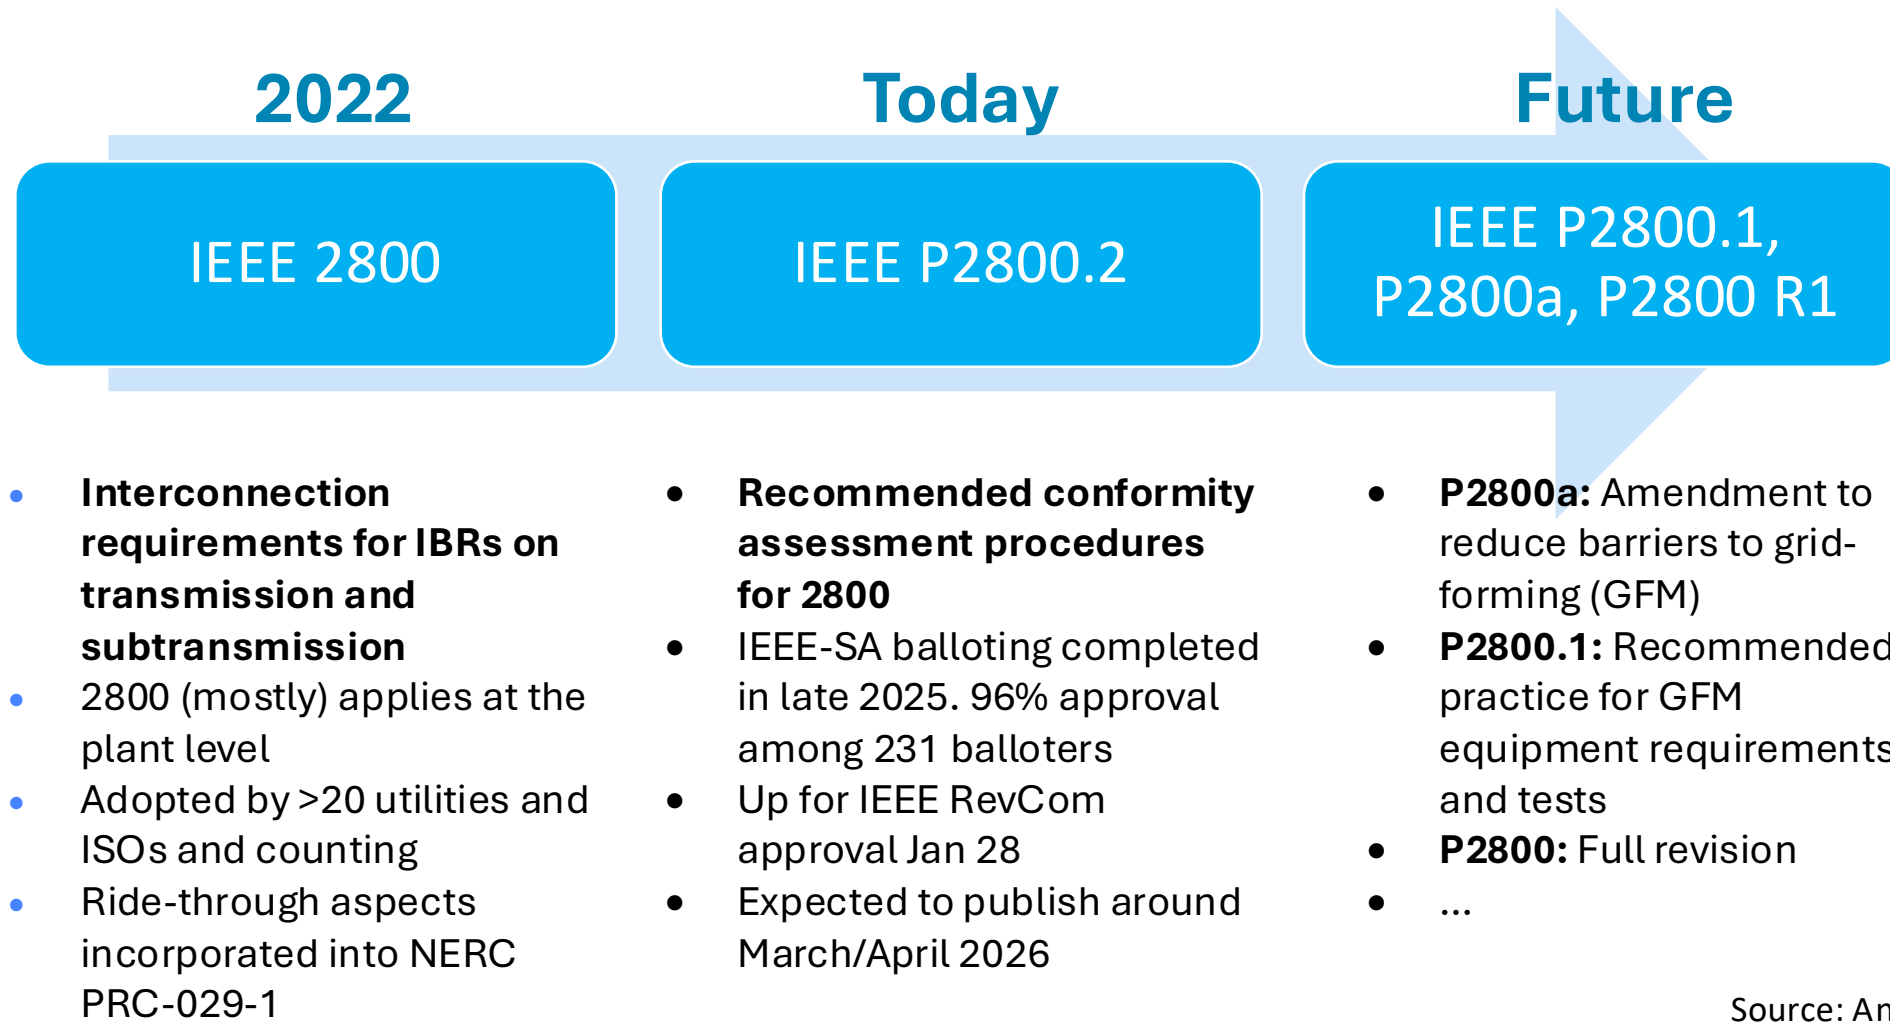 2022
IEEE 2800
• Interconnection
requirements for IBRs on
transmission and
subtransmission
• 2800 (mostly) applies at the
plant level
• Adopted by >20 utilities and
ISOs and counting
• Ride-through aspects
incorporated into NERC
PRC-029-1
Today
IEEE P2800.2
• Recommended conformity
assessment procedures
for 2800
• IEEE-SA balloting completed
in late 2025. 96% approval
among 231 balloters
• Up for IEEE RevCom
approval Jan 28
• Expected to publish around
March/April 2026
Future
IEEE P2800.1,
P2800a, P2800 R1
• P2800a: Amendment to
reduce barriers to grid-
forming (GFM)
• P2800.1: Recommended
practice for GFM
equipment requirements
and tests
• P2800: Full revision
• ...
Source: